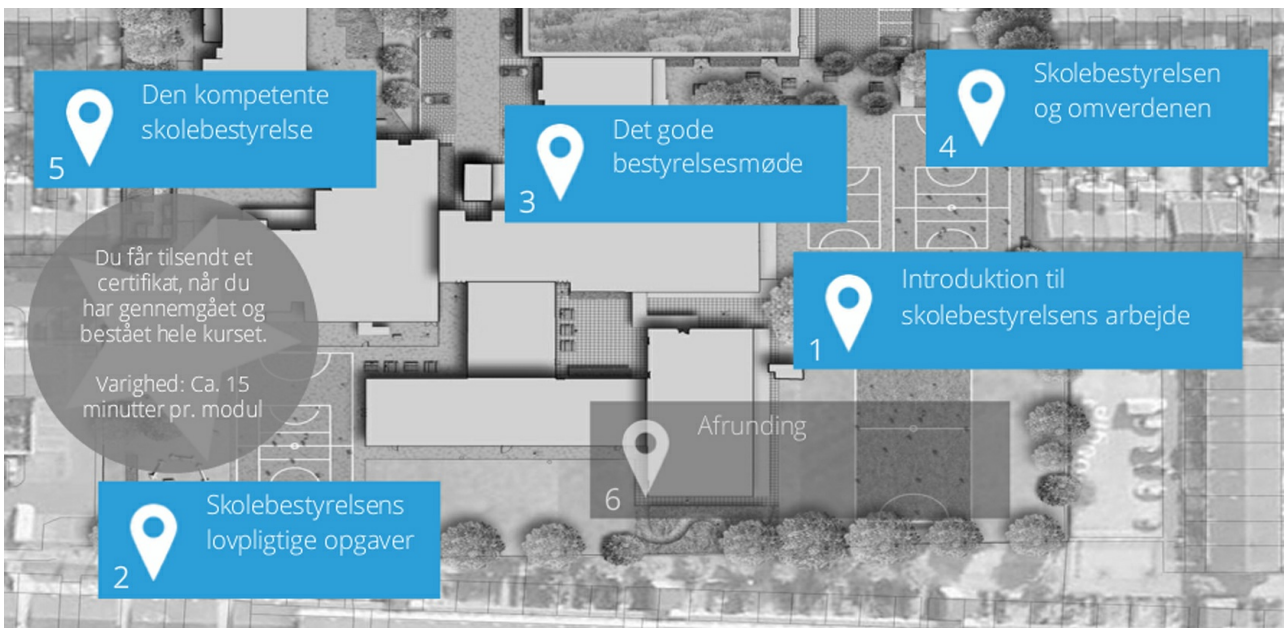 Den kompetente
skolebestyrelse
5
Det gode
bestyrelsesmøde
3
Skolebestyrelsen
og omverdenen
4
Du får tilsendt et
certifikat, når du
har gennemgået og
bestået hele kurset.
Varighed: Ca. 15
minutter pr. modul
Introduktion til
skolebestyrelsens arbejde
1
Afrunding
6
Skolebestyrelsens
lovpligtige opgaver
2